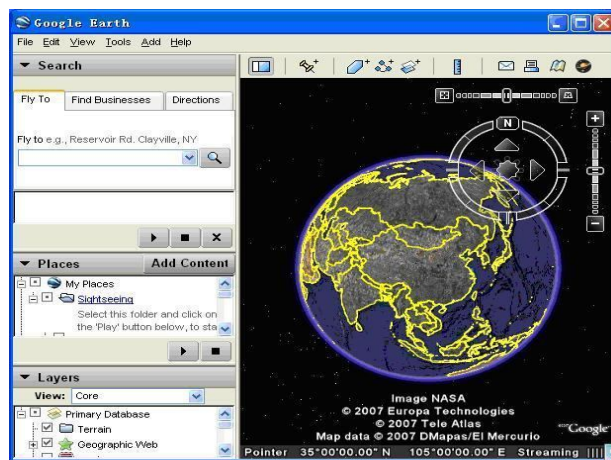 Google Earth
File Edit View Tools Add Help
Search
Fly To Find Businesses Directions
Fly to e.g., Reservoir Rd. Clayville, NY
Places Add Content
My Places
Sightseeing
Select this folder and click on
the 'Play' button below, to sta
Layers
View: Core
Primary Database
Terrain
Geographic Web
N
Image NASA
© 2007 Europa Technologies
© 2007 Tele Atlas
Map data © 2007 DMapas/El Mercurio
Google
Pointer 35°00'00.00" N 105°00'00.00" E Streaming